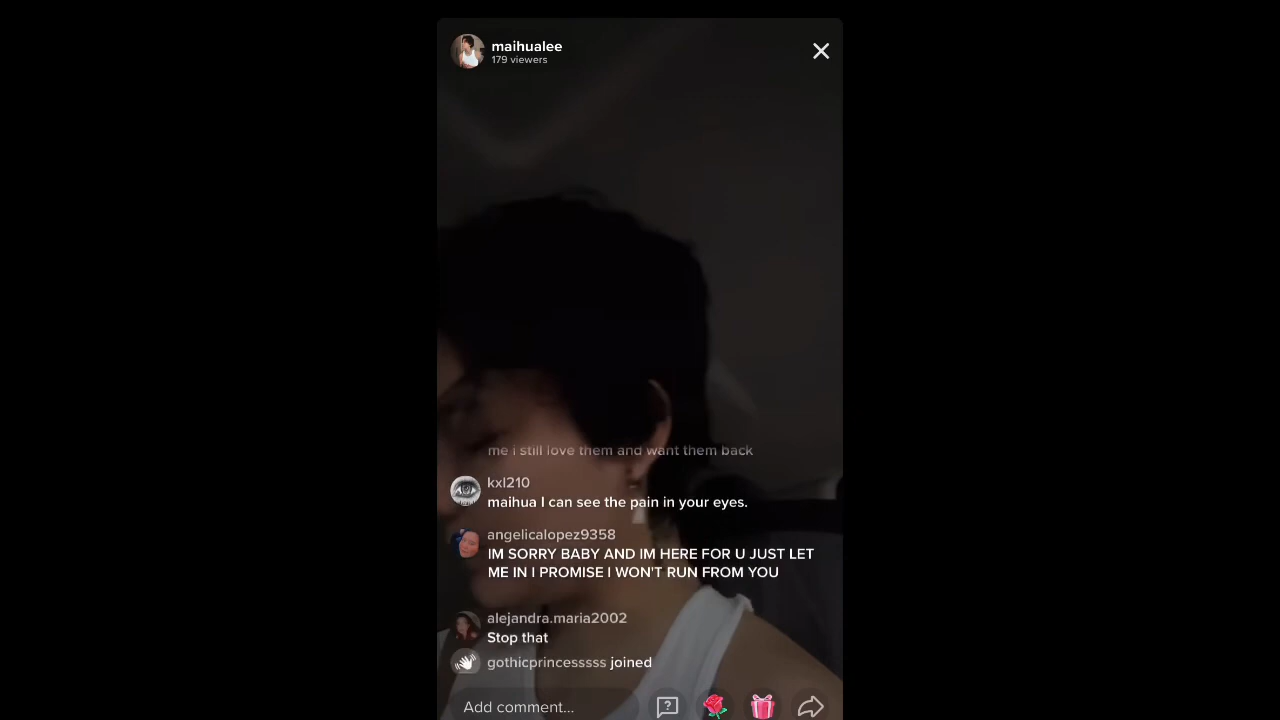 maihualee
179 viewers
me i still love them and want them back
kxl210
maihua I can see the pain in your eyes.
angelicalopez9358
IM SORRY BABY AND IM HERE FOR U JUST LET
ME IN I PROMISE I WON'T RUN FROM YOU
alejandra.maria2002
Stop that
gothicprincesssss joined
Add comment...